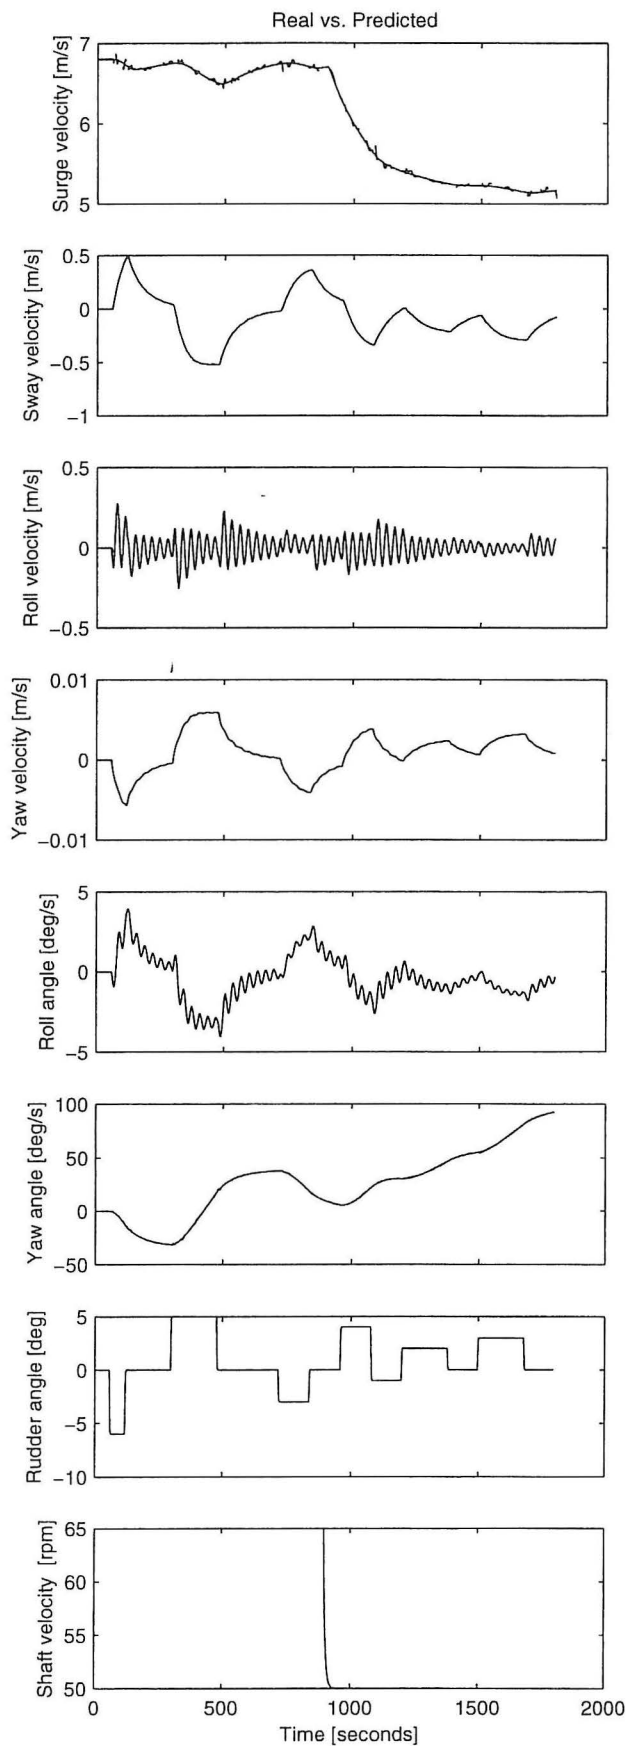 Real vs. Predicted
Surge velocity [m/s]
7
6
5
Sway velocity [m/s]
0.5
0
−0.5
−1
Roll velocity [m/s]
0.5
0
−0.5
Yaw velocity [m/s]
0.01
0
−0.01
Roll angle [deg/s]
5
0
−5
Yaw angle [deg/s]
100
50
0
−50
Rudder angle [deg]
5
0
−5
−10
Shaft velocity [rpm]
65
60
55
50
0 500 1000 1500 2000
Time [seconds]